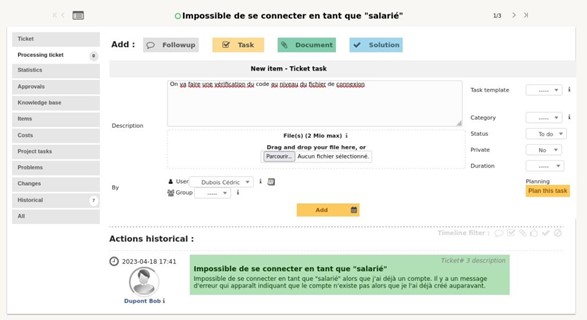 Impossible de se connecter en tant que "salarié"
1/3
Ticket
Processing ticket
Statistics
Approvals
Knowledge base
Items
Costs
Project tasks
Problems
Changes
Historical 7
All
Add :
Followup
Task
Document
Solution
New item - Ticket task
Description
On va faire une vérification du code au niveau du fichier de connexion
File(s) (2 Mio max) i
Drag and drop your file here, or
Parcourir... Aucun fichier sélectionné.
By
User Dubois Cédric i
Group ----- i
Task template ----- i
Category ----- i
Status To do
Private No
Duration -----
Planning
Plan this task
Add
Timeline filter :
Actions historical :
2023-04-18 17:41
Dupont Bob i
Ticket# 3 description
Impossible de se connecter en tant que "salarié"
Impossible de se connecter en tant que "salarié" alors que j'ai déjà un compte. Il y a un message
d'erreur qui apparaît indiquant que le compte n'existe pas alors que je l'ai déjà créé auparavant.